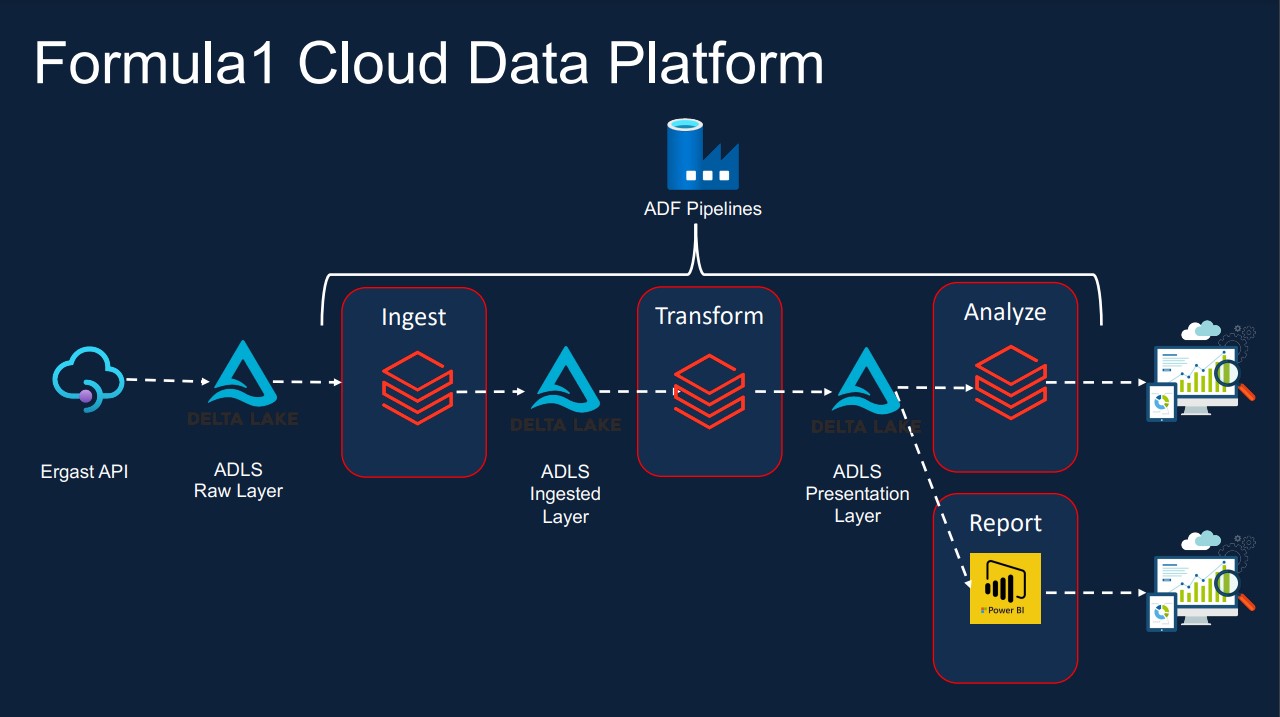 Formula1 Cloud Data Platform
ADF Pipelines
Ingest
Transform
Analyze
DELTA LAKE
DELTA LAKE
DELTA LAKE
Ergast API
ADLS
Raw Layer
ADLS
Ingested
Layer
ADLS
Presentation
Layer
Report
Power BI